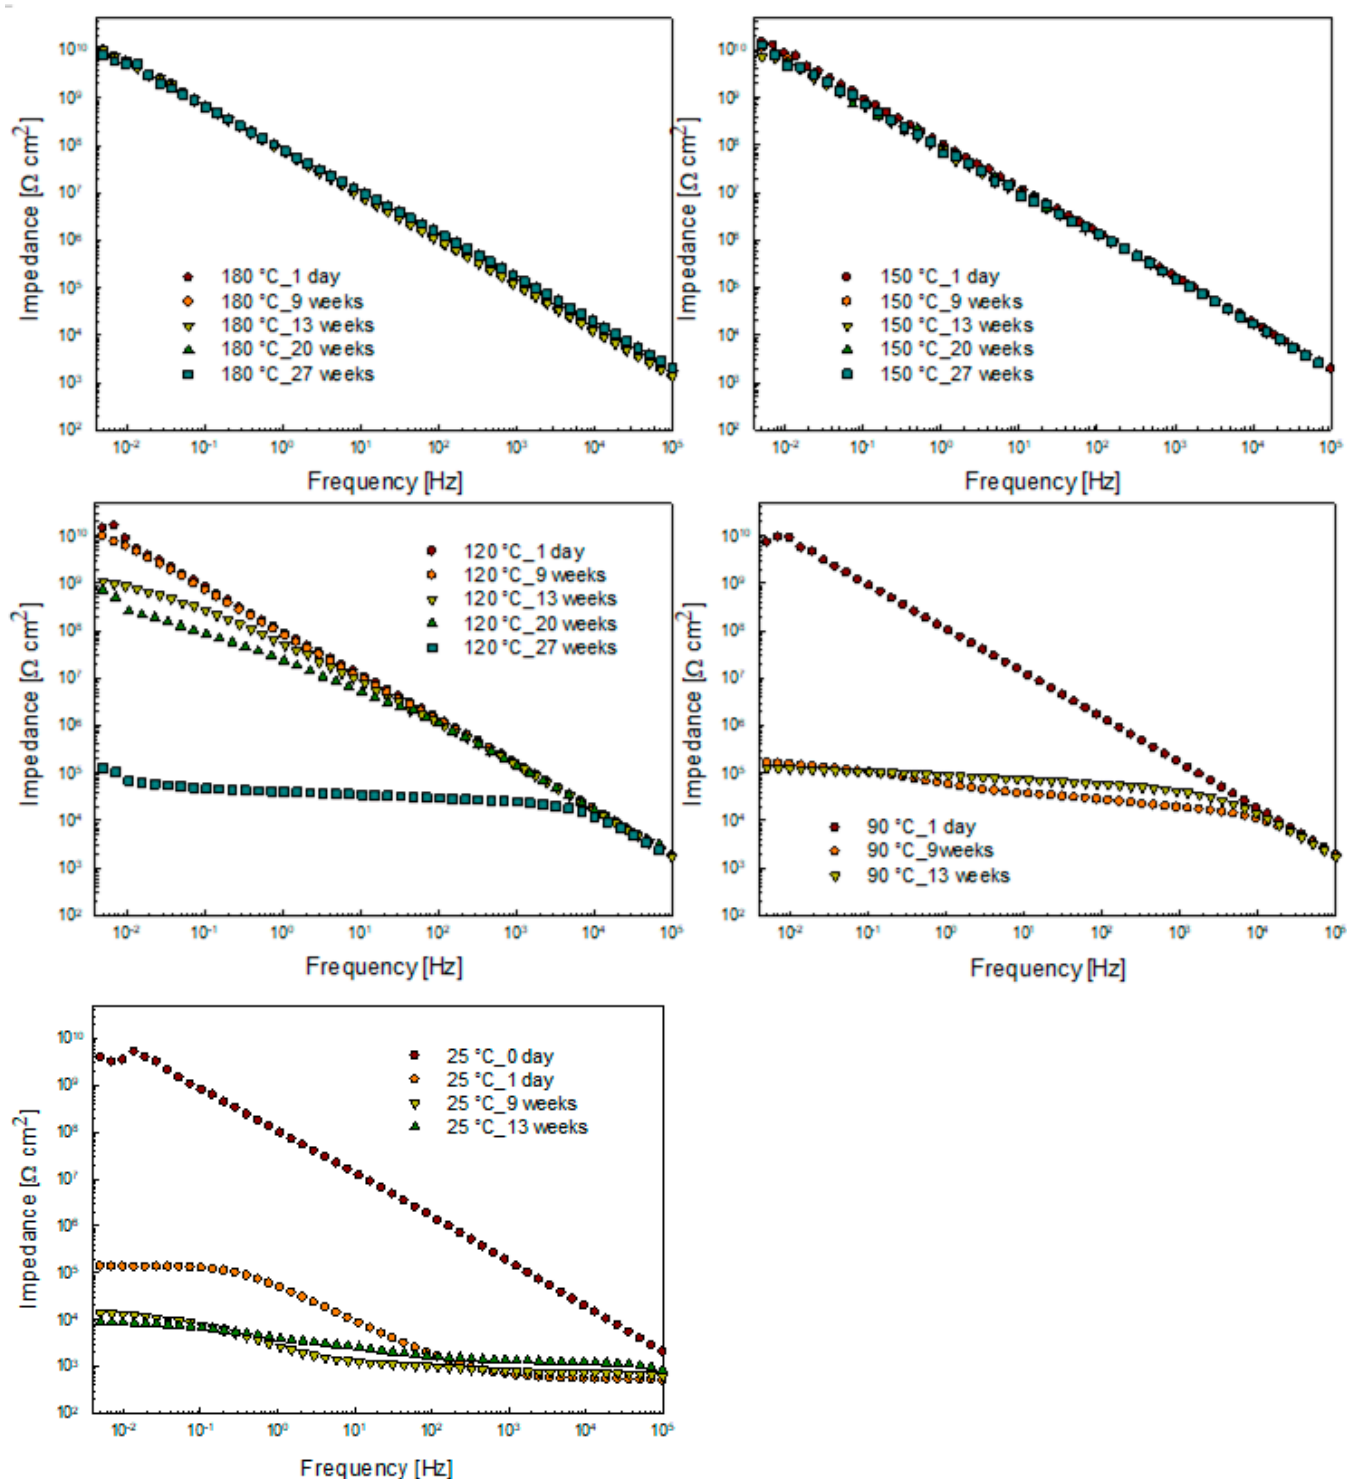 Impedance [Ω cm²]
10¹⁰
10⁹
10⁸
10⁷
10⁶
10⁵
10⁴
10³
10²
180 °C_1 day
180 °C_9 weeks
180 °C_13 weeks
180 °C_20 weeks
180 °C_27 weeks
10⁻² 10⁻¹ 10⁰ 10¹ 10² 10³ 10⁴ 10⁵
Frequency [Hz]
Impedance [Ω cm²]
10¹⁰
10⁹
10⁸
10⁷
10⁶
10⁵
10⁴
10³
10²
150 °C_1 day
150 °C_9 weeks
150 °C_13 weeks
150 °C_20 weeks
150 °C_27 weeks
10⁻² 10⁻¹ 10⁰ 10¹ 10² 10³ 10⁴ 10⁵
Frequency [Hz]
Impedance [Ω cm²]
10¹⁰
10⁹
10⁸
10⁷
10⁶
10⁵
10⁴
10³
10²
120 °C_1 day
120 °C_9 weeks
120 °C_13 weeks
120 °C_20 weeks
120 °C_27 weeks
10⁻² 10⁻¹ 10⁰ 10¹ 10² 10³ 10⁴ 10⁵
Frequency [Hz]
Impedance [Ω cm²]
10¹⁰
10⁹
10⁸
10⁷
10⁶
10⁵
10⁴
10³
10²
90 °C_1 day
90 °C_9weeks
90 °C_13 weeks
10⁻² 10⁻¹ 10⁰ 10¹ 10² 10³ 10⁴ 10⁵
Frequency [Hz]
Impedance [Ω cm²]
10¹⁰
10⁹
10⁸
10⁷
10⁶
10⁵
10⁴
10³
10²
25 °C_0 day
25 °C_1 day
25 °C_9 weeks
25 °C_13 weeks
10⁻² 10⁻¹ 10⁰ 10¹ 10² 10³ 10⁴ 10⁵
Frequency [Hz]